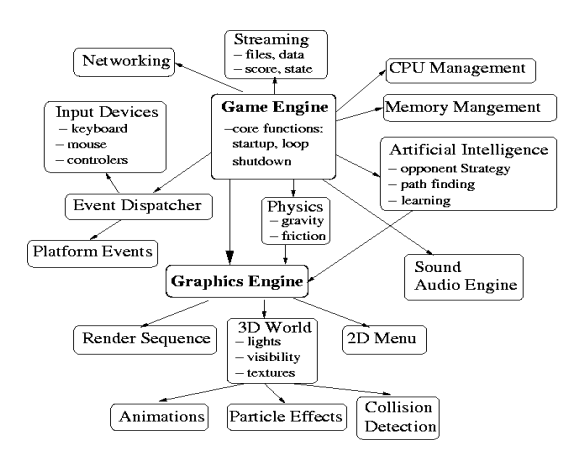 Streaming
– files, data
– score, state
Networking
CPU Management
Game Engine
–core functions:
startup, loop
shutdown
Memory Mangement
Input Devices
– keyboard
– mouse
– controlers
Artificial Intelligence
– opponent Strategy
– path finding
– learning
Event Dispatcher
Physics
– gravity
– friction
Platform Events
Graphics Engine
Sound
Audio Engine
Render Sequence
3D World
– lights
– visibility
– textures
2D Menu
Animations
Particle Effects
Collision
Detection